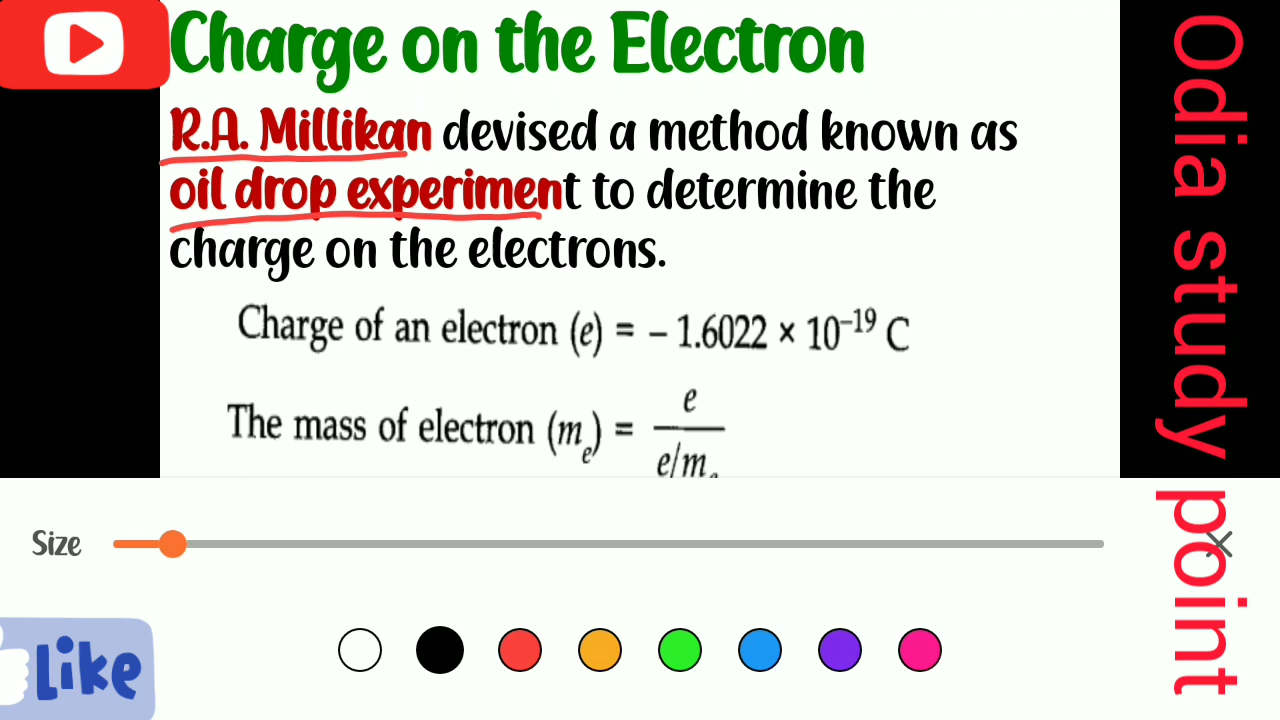 Charge on the Electron
R.A. Millikan devised a method known as
oil drop experiment to determine the
charge on the electrons.
Charge of an electron (e) = – 1.6022 × 10⁻¹⁹ C
The mass of electron (mₑ) = e
e/mₑ
Size
Like
Odia study point